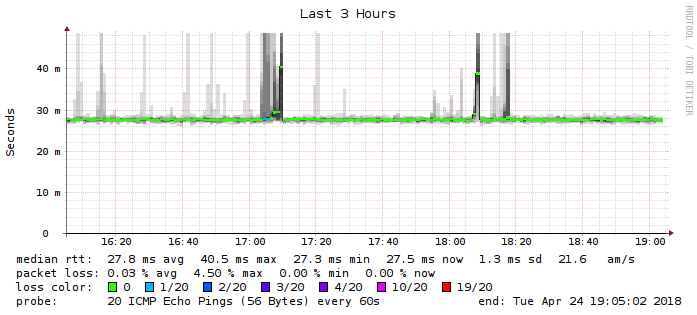 Last 3 Hours
RRDTOOL / TOBI OETIKER
Seconds
40 m
30 m
20 m
10 m
0
16:20 16:40 17:00 17:20 17:40 18:00 18:20 18:40 19:00
median rtt: 27.8 ms avg 40.5 ms max 27.3 ms min 27.5 ms now 1.3 ms sd 21.6 am/s
packet loss: 0.03 % avg 4.50 % max 0.00 % min 0.00 % now
loss color: 0 1/20 2/20 3/20 4/20 10/20 19/20
probe: 20 ICMP Echo Pings (56 Bytes) every 60s end: Tue Apr 24 19:05:02 2018